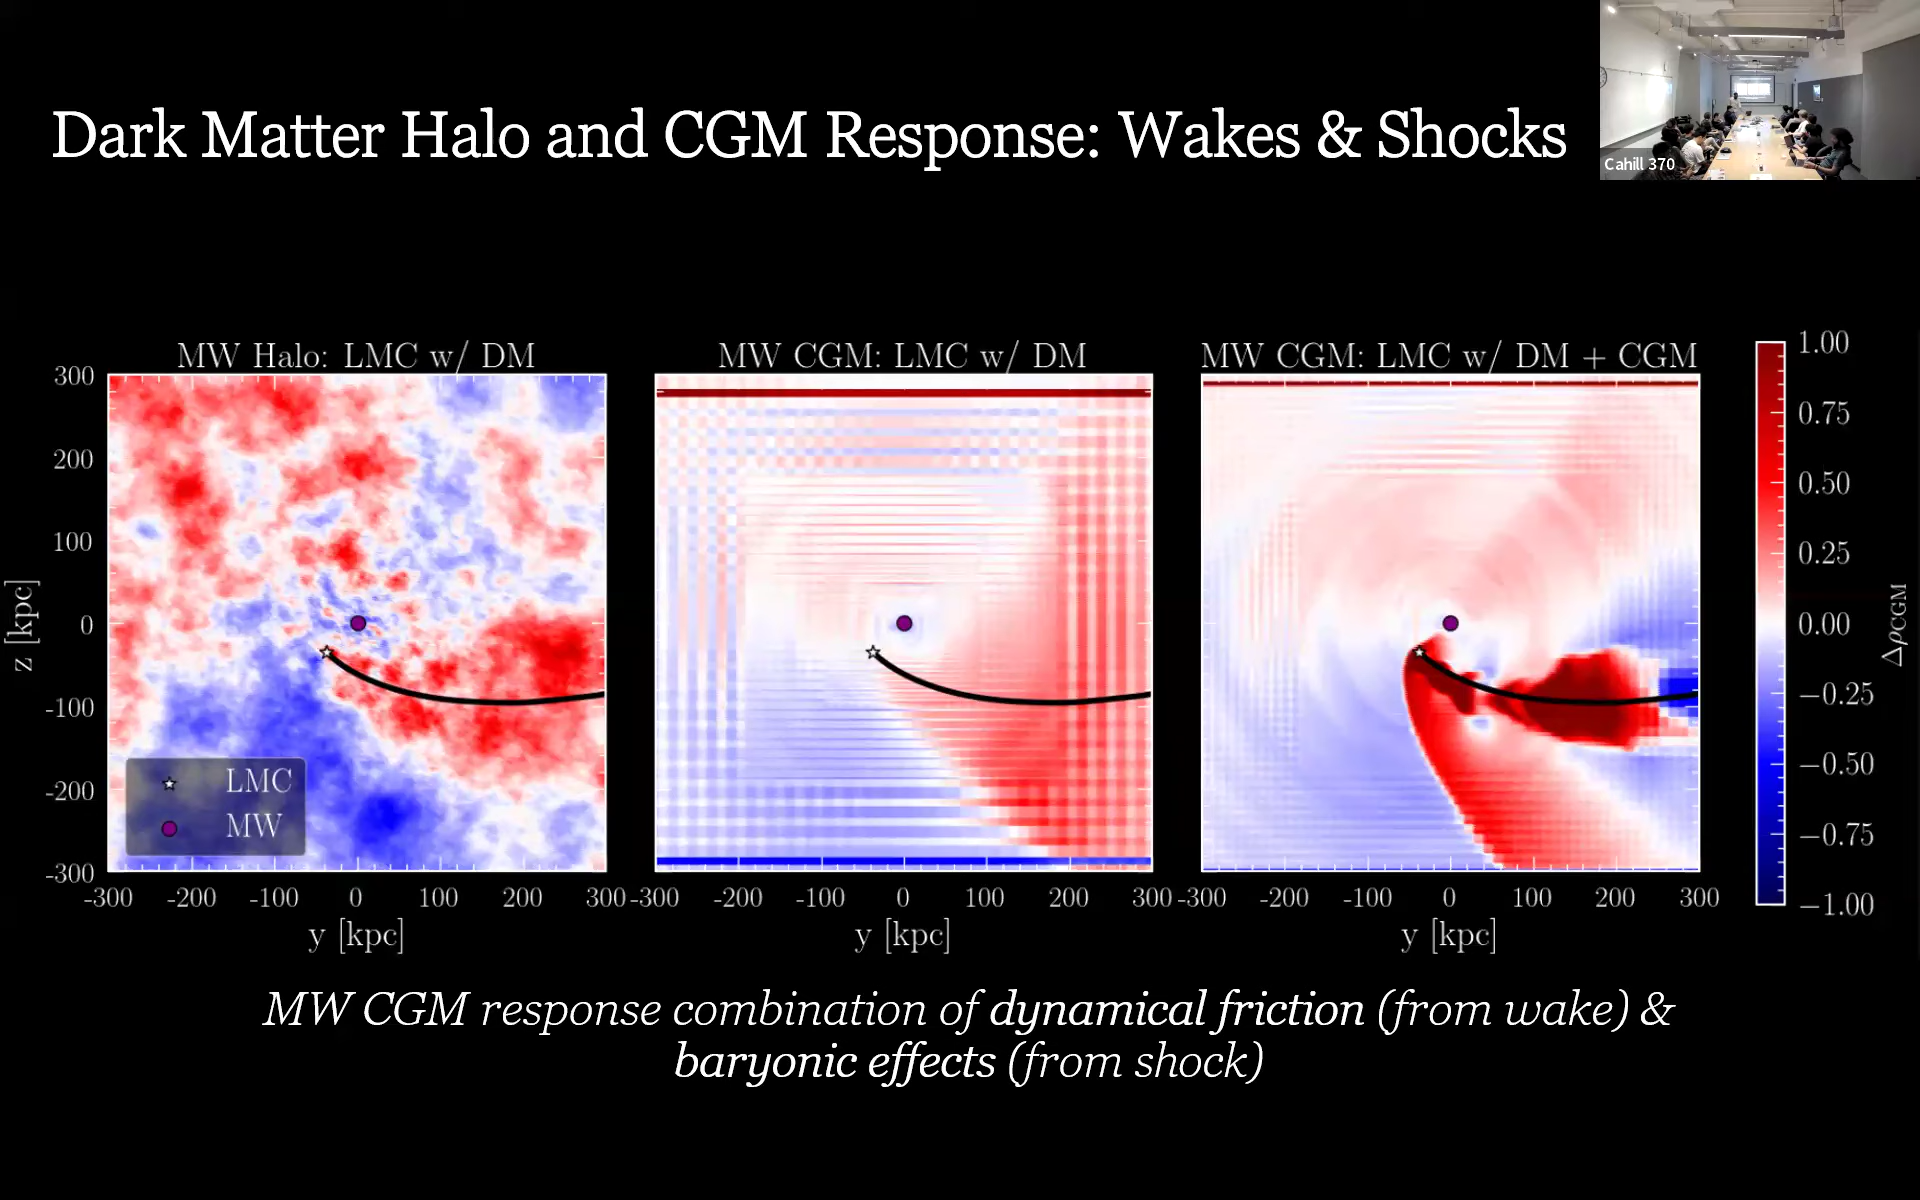 Dark Matter Halo and CGM Response: Wakes & Shocks
Cahill 370
MW Halo: LMC w/ DM
MW CGM: LMC w/ DM
MW CGM: LMC w/ DM + CGM
300
200
100
0
-100
-200
-300
z [kpc]
LMC
MW
-300 -200 -100 0 100 200 300
y [kpc]
-300 -200 -100 0 100 200 300
y [kpc]
-300 -200 -100 0 100 200 300
y [kpc]
1.00
0.75
0.50
0.25
0.00
−0.25
−0.50
−0.75
−1.00
ΔρCGM
MW CGM response combination of dynamical friction (from wake) &
baryonic effects (from shock)